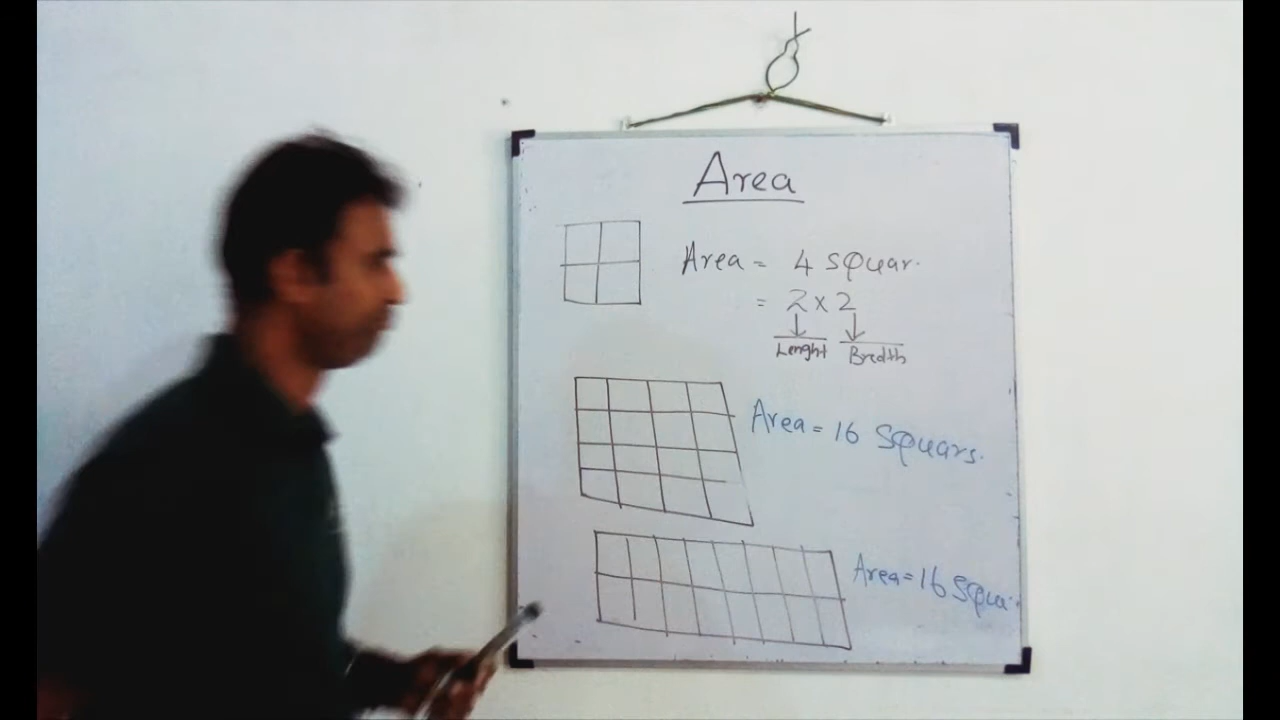 Area
Area = 4 squar.
= 2 x 2
Lenght Bredth
Area = 16 Squars.
Area = 16 Squa.